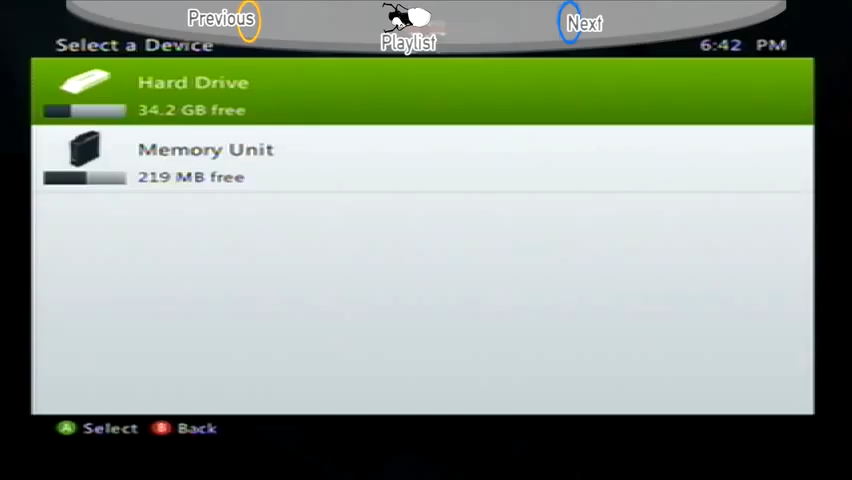 Previous
Playlist
Next
Select a Device
6:42 PM
Hard Drive
34.2 GB free
Memory Unit
219 MB free
A Select B Back